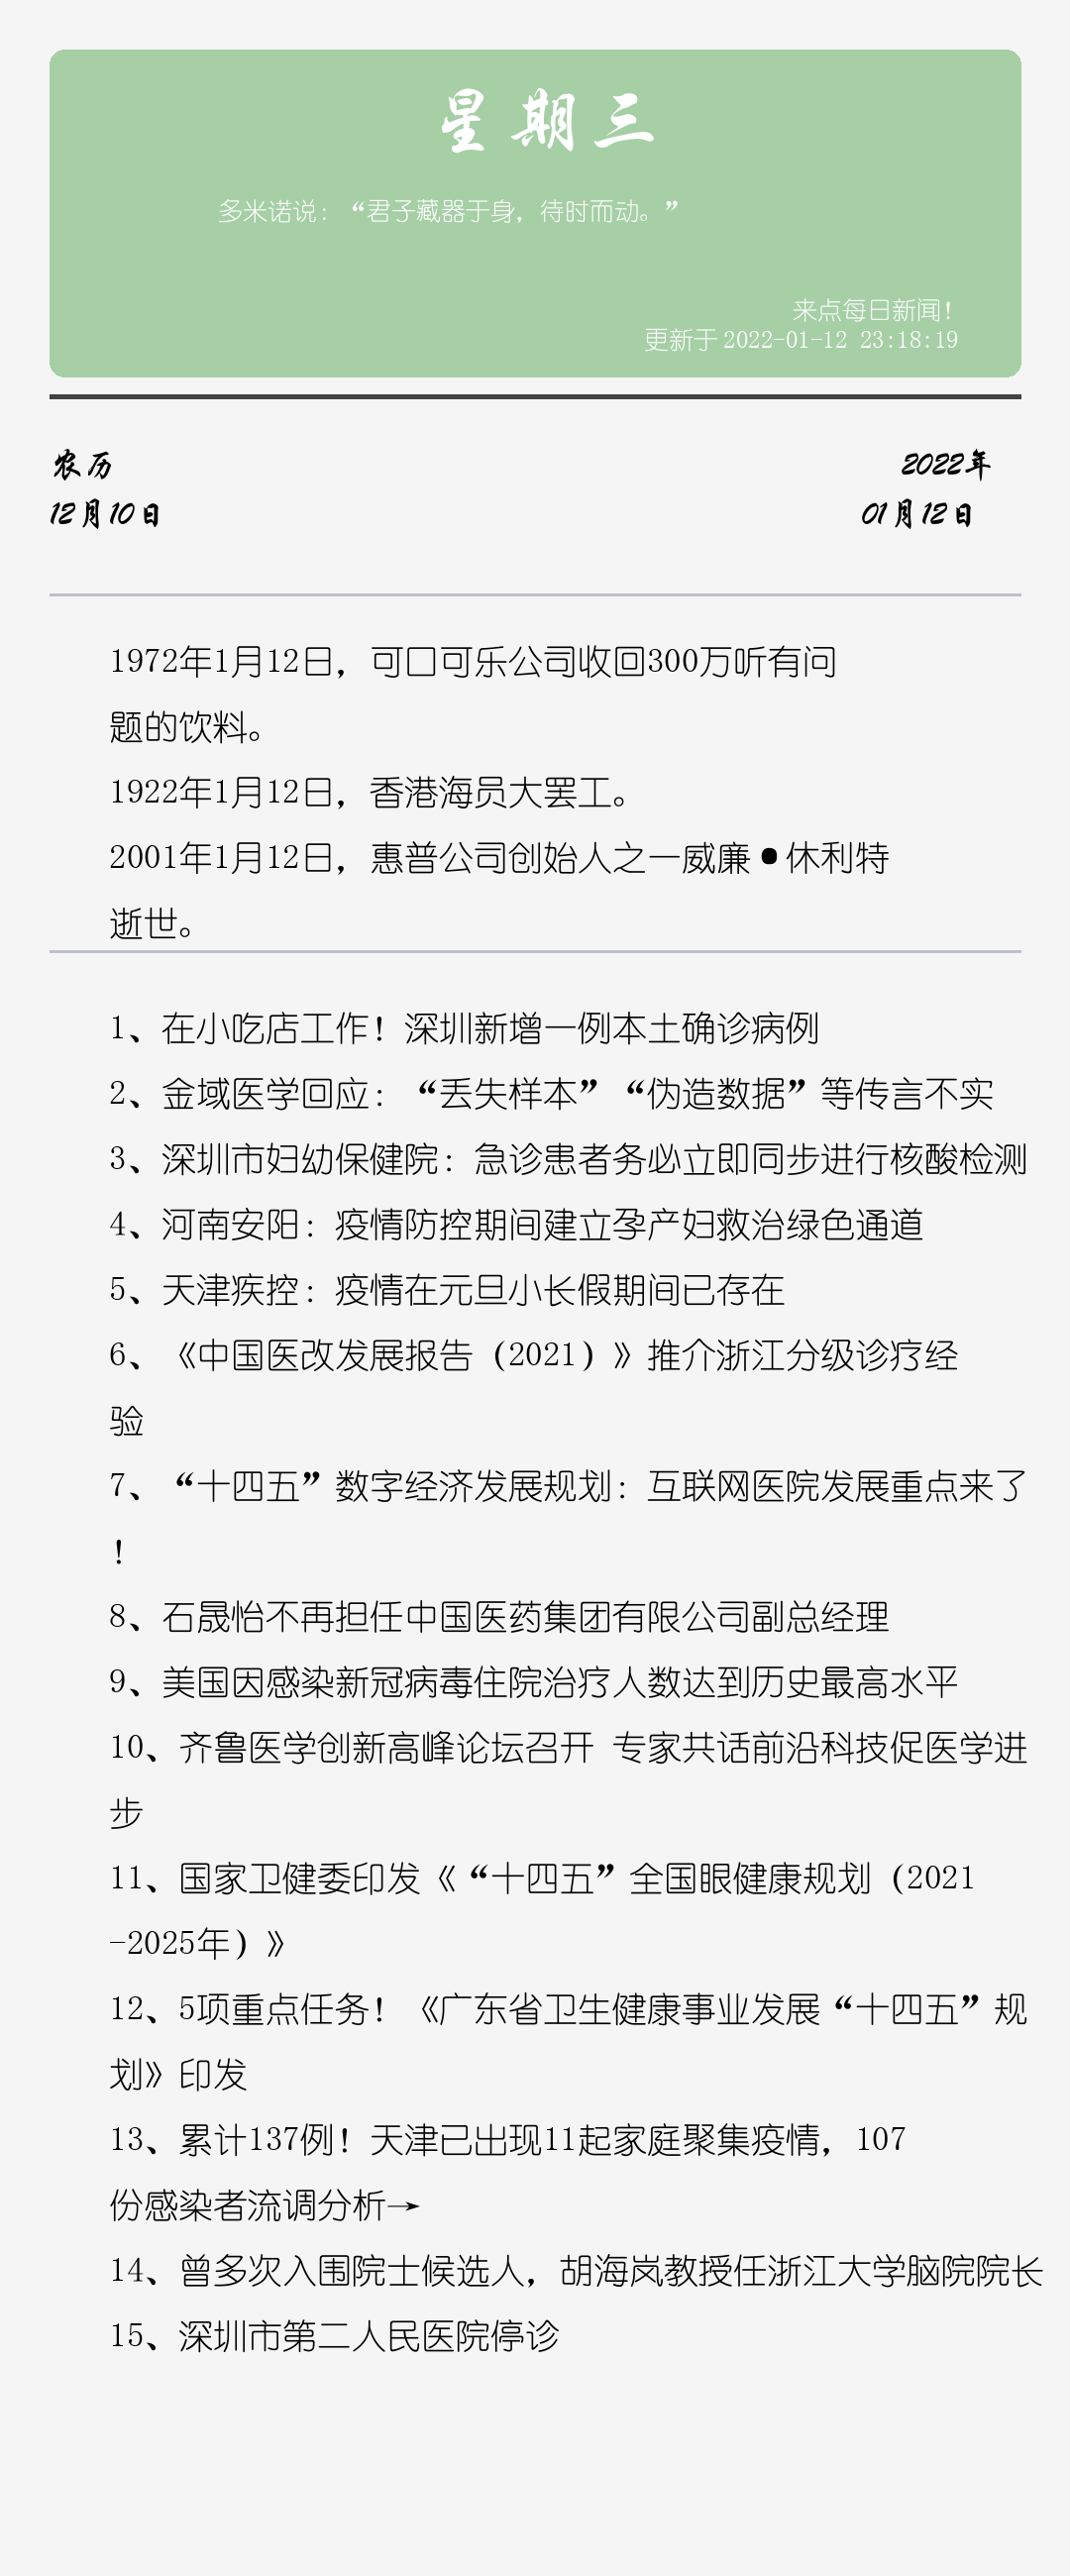 星期三
多米诺说：“君子藏器于身，待时而动。”
来点每日新闻！
更新于 2022-01-12 23:18:19
农历 2022年
12月10日 01月12日
1972年1月12日，可口可乐公司收回300万听有问
题的饮料。
1922年1月12日，香港海员大罢工。
2001年1月12日，惠普公司创始人之一威廉•休利特
逝世。
1、在小吃店工作！深圳新增一例本土确诊病例
2、金域医学回应：“丢失样本”“伪造数据”等传言不实
3、深圳市妇幼保健院：急诊患者务必立即同步进行核酸检测
4、河南安阳：疫情防控期间建立孕产妇救治绿色通道
5、天津疾控：疫情在元旦小长假期间已存在
6、《中国医改发展报告（2021）》推介浙江分级诊疗经
验
7、“十四五”数字经济发展规划：互联网医院发展重点来了
！
8、石晟怡不再担任中国医药集团有限公司副总经理
9、美国因感染新冠病毒住院治疗人数达到历史最高水平
10、齐鲁医学创新高峰论坛召开 专家共话前沿科技促医学进
步
11、国家卫健委印发《“十四五”全国眼健康规划（2021
-2025年）》
12、5项重点任务！《广东省卫生健康事业发展“十四五”规
划》印发
13、累计137例！天津已出现11起家庭聚集疫情，107
份感染者流调分析→
14、曾多次入围院士候选人，胡海岚教授任浙江大学脑院院长
15、深圳市第二人民医院停诊